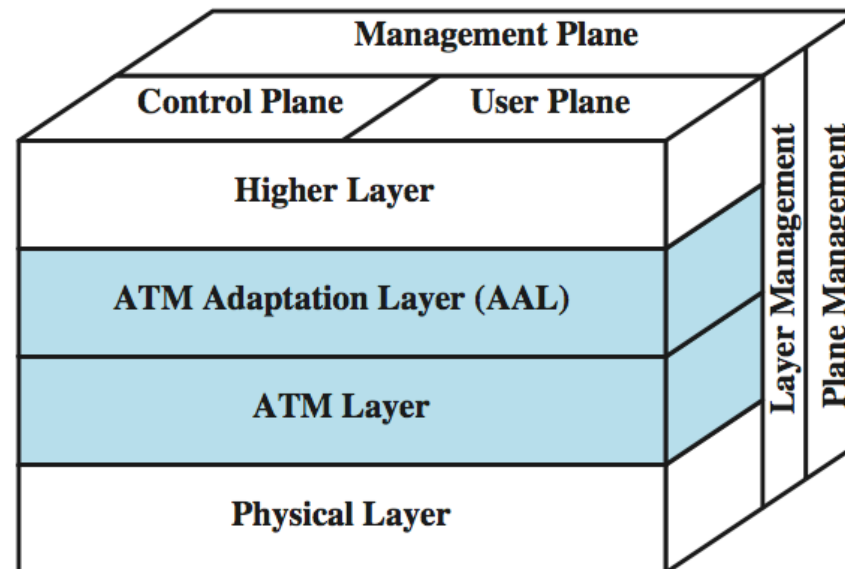 Management Plane
Control Plane
User Plane
Higher Layer
ATM Adaptation Layer (AAL)
ATM Layer
Physical Layer
Layer Management
Plane Management